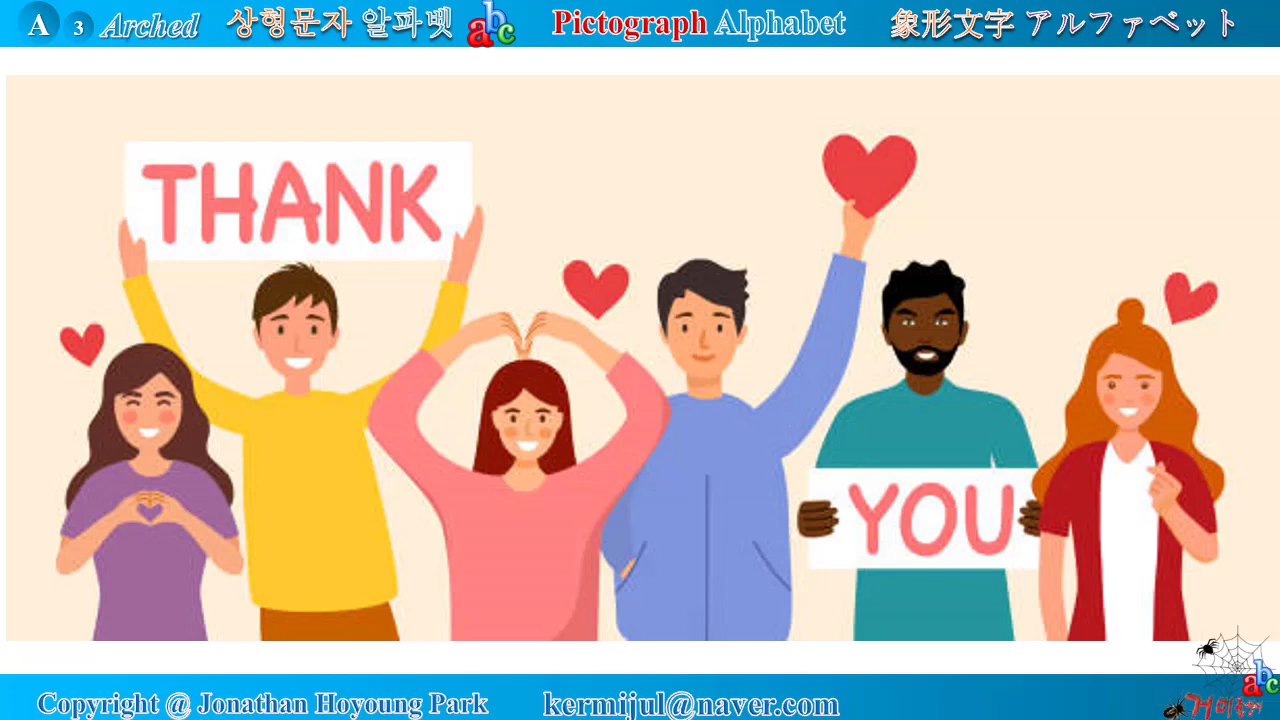 A 3 Arched 상형문자 알파벳 abc Pictograph Alphabet 象形文字 アルファベット
THANK
YOU
abc
Copyright @ Jonathan Hoyoung Park kermijul@naver.com